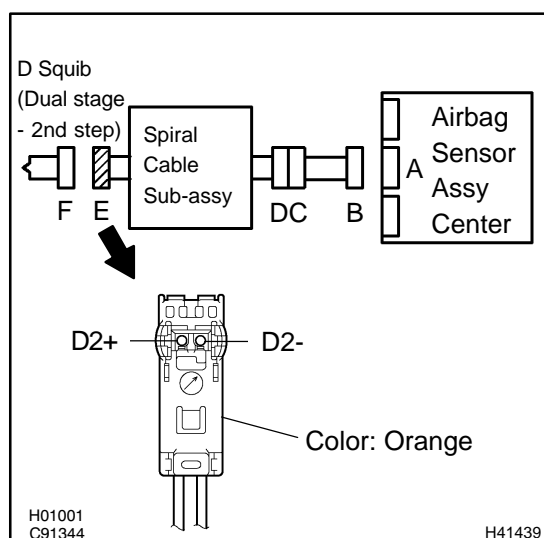 D Squib
(Dual stage
- 2nd step)
Spiral
Cable
Sub-assy
Airbag
Sensor
Assy
Center
A
F
E
DC
B
D2+
D2-
Color: Orange
H01001
C91344
H41439